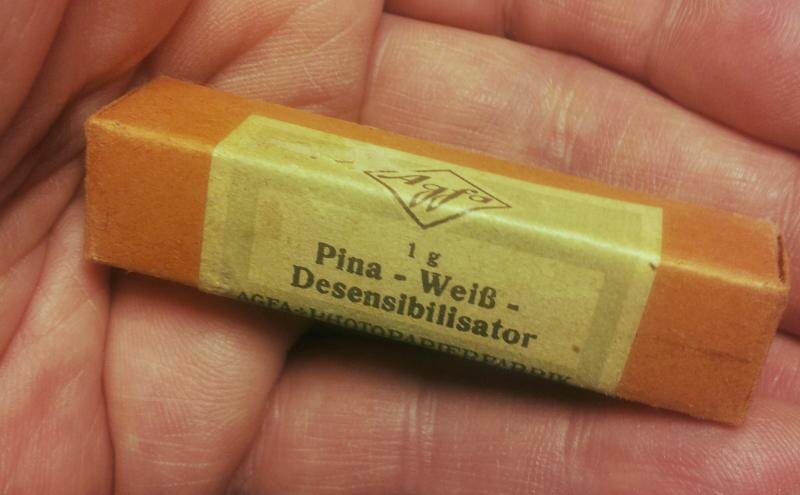 Agfa
1 g
Pina - Weiß -
Desensibilisator
AGFA-PHOTOPAPIERFABRIK